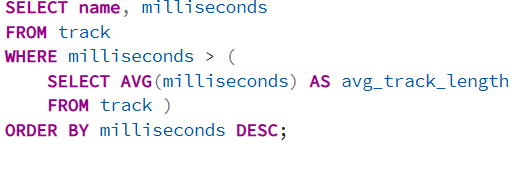 SELECT name, milliseconds
FROM track
WHERE milliseconds > (
    SELECT AVG(milliseconds) AS avg_track_length
    FROM track )
ORDER BY milliseconds DESC;